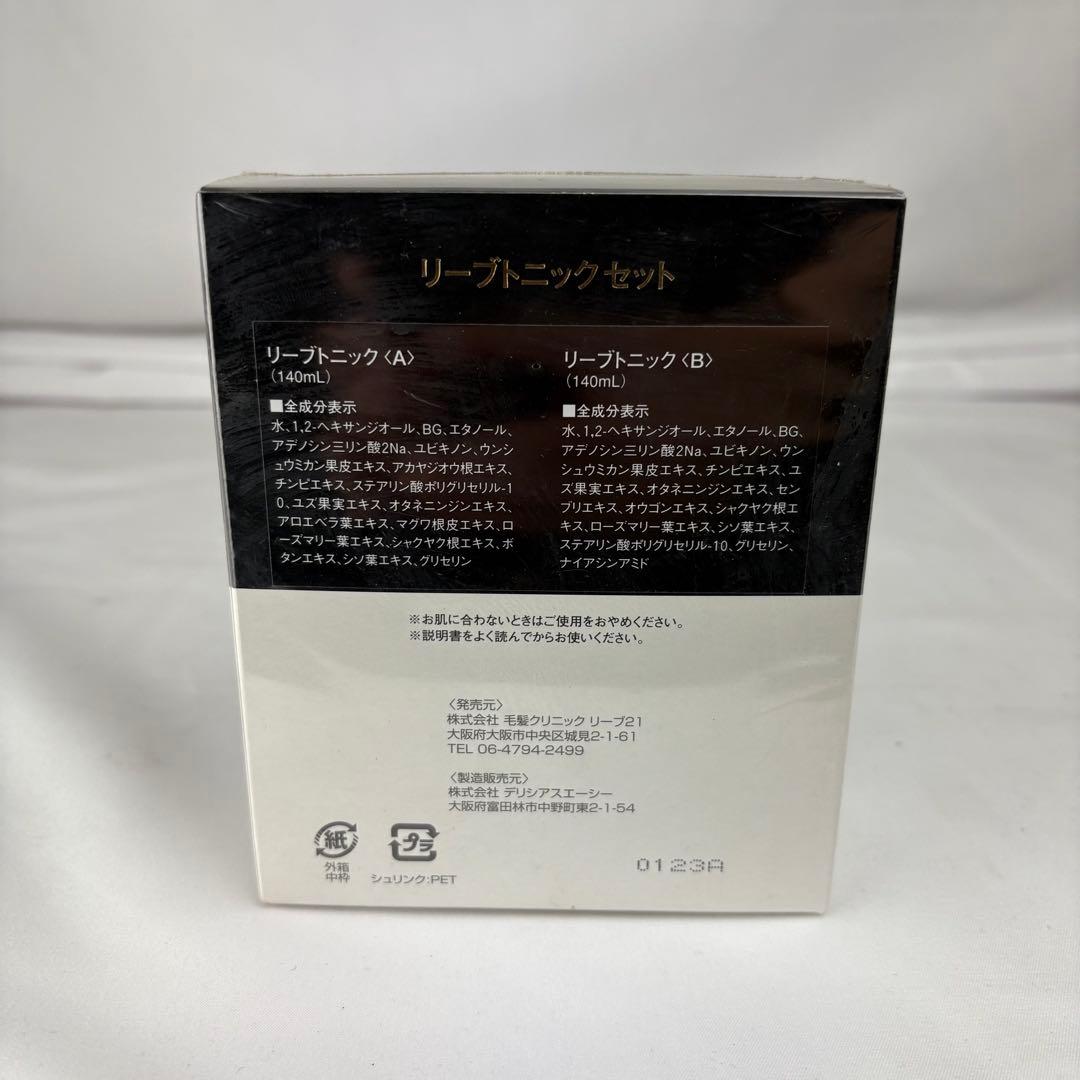 リーブトニックセット
リーブトニック〈A〉
（140mL）
■全成分表示
水、1,2-ヘキサンジオール、BG、エタノール、
アデノシン三リン酸2Na、ユビキノン、ウンシ
ュウミカン果皮エキス、アカヤジオウ根エキス、
チンピエキス、ステアリン酸ポリグリセリル-1
0、ユズ果実エキス、オタネニンジンエキス、
アロエベラ葉エキス、マグワ根皮エキス、ロ
ーズマリー葉エキス、シャクヤク根エキス、ボ
タンエキス、シソ葉エキス、グリセリン
リーブトニック〈B〉
（140mL）
■全成分表示
水、1,2-ヘキサンジオール、エタノール、BG、
アデノシン三リン酸2Na、ユビキノン、ウン
シュウミカン果皮エキス、チンピエキス、ユ
ズ果実エキス、オタネニンジンエキス、セン
ブリエキス、オウゴンエキス、シャクヤク根エ
キス、ローズマリー葉エキス、シソ葉エキス、
ステアリン酸ポリグリセリル-10、グリセリン、
ナイアシンアミド
※お肌に合わないときはご使用をおやめください。
※説明書をよく読んでからお使いください。
〈発売元〉
株式会社 毛髪クリニック リーブ21
大阪府大阪市中央区城見2-1-61
TEL 06-4794-2499
〈製造販売元〉
株式会社 デリシアスエーシー
大阪府富田林市中野町東2-1-54
紙
外箱
中枠
プラ
シュリンク:PET
0123A